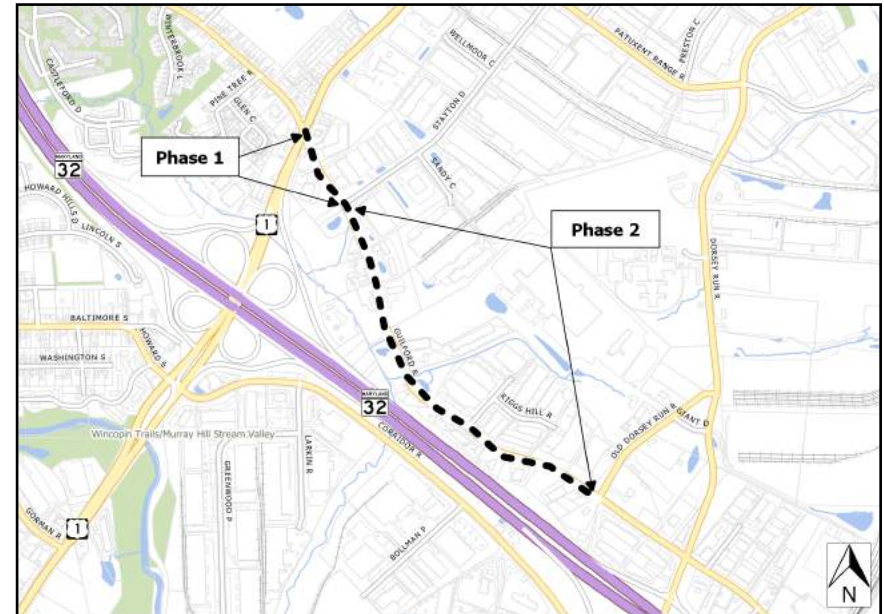 WINTERBROOK L
CASTLEFORD D
PINE TREE R
GLEN C
WELLMOOR C
STAYTON D
SANDY C
PATUXENT RANGE R
PRESTON C
Phase 1
MARYLAND
32
HOWARD HILLS D
LINCOLN S
1
Phase 2
DORSEY RUN R
BALTIMORE S
HOWARD S
WASHINGTON S
GUILFORD R
MARYLAND
32
RIGGS HILL R
OLD DORSEY RUN R
GIANT D
Wincopin Trails/Murray Hill Stream Valley
CORRIDOR R
LARKIN R
GREENWOOD P
GORMAN R
1
BOLLMAN P
N